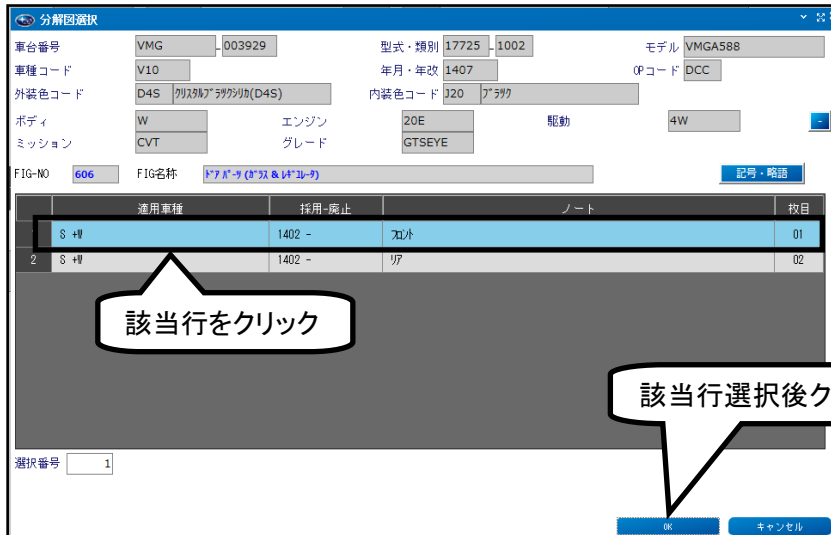 分解図選択
車台番号 VMG - 003929 型式・類別 17725 - 1002 モデル VMGA588
車種コード V10 年月・年改 1407 OPコード DCC
外装色コード D4S ｸﾘｽﾀﾙﾌﾞﾗﾂｸｼﾘｶ(D4S) 内装色コード J20 ﾌﾞﾗﾂｸ
ボディ W エンジン 20E 駆動 4W -
ミッション CVT グレード GTSEYE
FIG-NO 606 FIG名称 ﾄﾞｱ ﾊﾟ-ﾂ (ｶﾞﾗｽ & ﾚｷﾞﾕﾚ-ﾀ) 記号・略語
適用車種 採用-廃止 ノート 枚目
S +W 1402 - ﾌﾛﾝﾄ 01
2 S +W 1402 - ﾘｱ 02
該当行をクリック
該当行選択後ク
選択番号 1
OK キャンセル